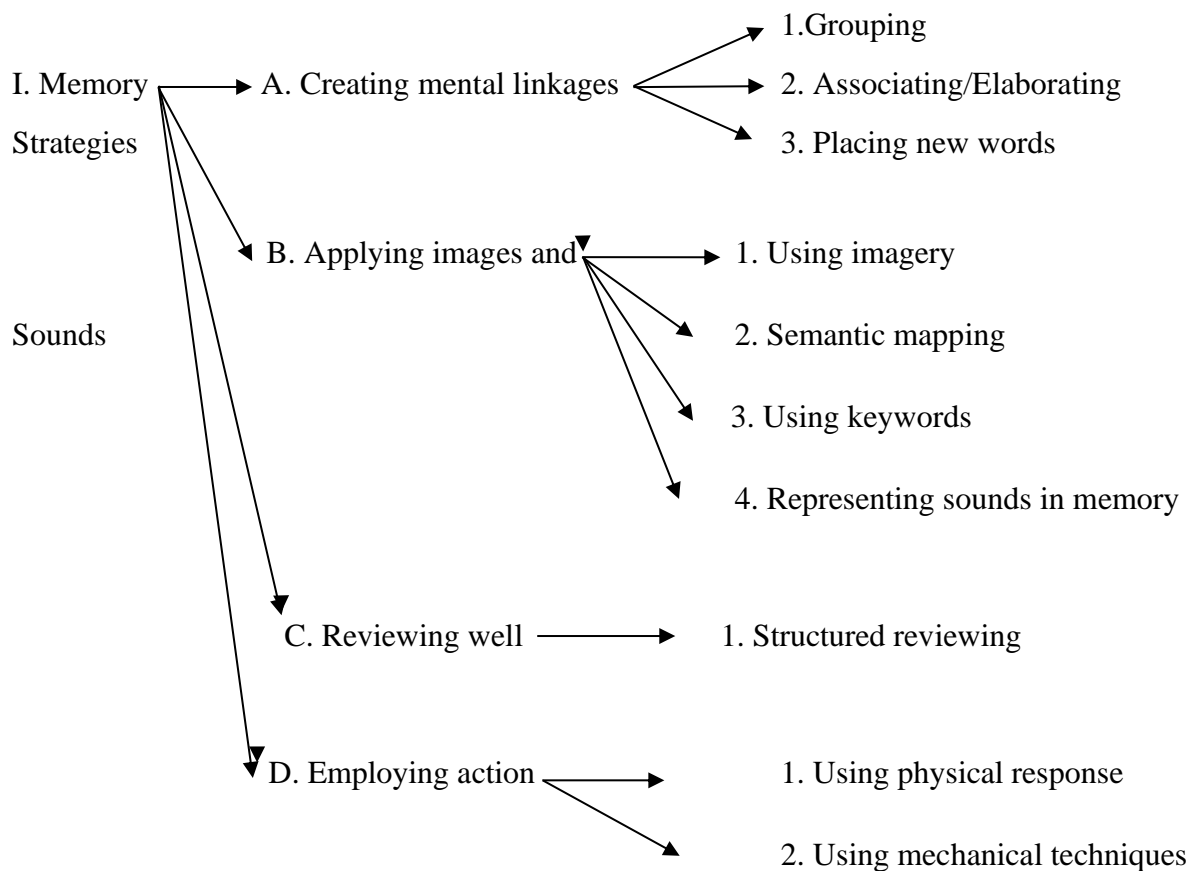 1.Grouping
I. Memory A. Creating mental linkages 2. Associating/Elaborating
Strategies 3. Placing new words
B. Applying images and 1. Using imagery
Sounds 2. Semantic mapping
3. Using keywords
4. Representing sounds in memory
C. Reviewing well 1. Structured reviewing
D. Employing action 1. Using physical response
2. Using mechanical techniques